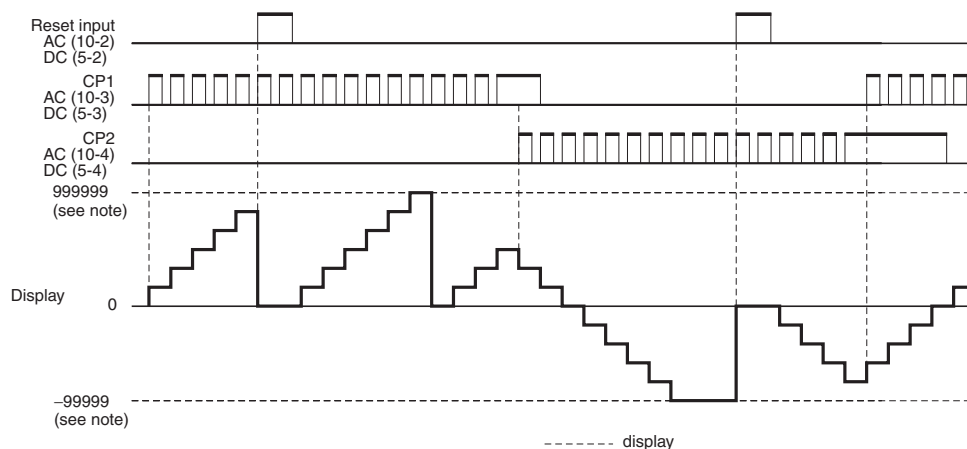 Reset input
AC (10-2)
DC (5-2)
CP1
AC (10-3)
DC (5-3)
CP2
AC (10-4)
DC (5-4)
999999
(see note)
Display
0
–99999
(see note)
display